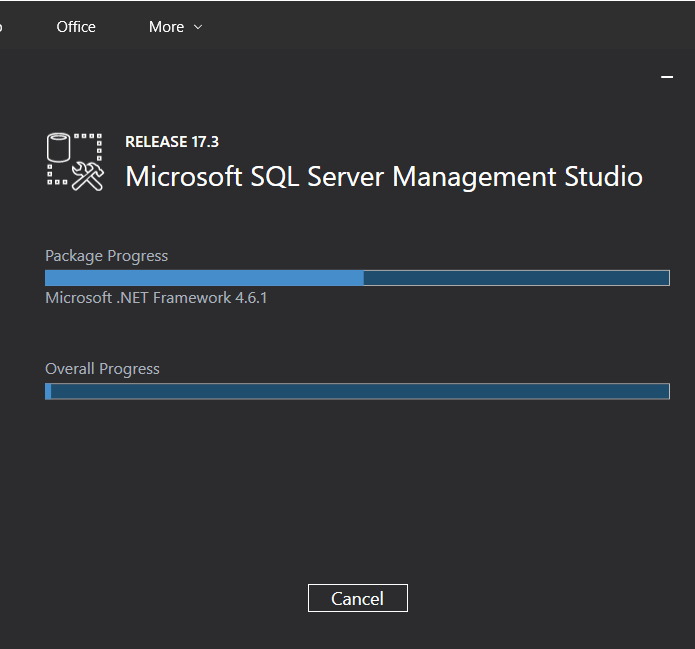 Office More
RELEASE 17.3
Microsoft SQL Server Management Studio
Package Progress
Microsoft .NET Framework 4.6.1
Overall Progress
Cancel